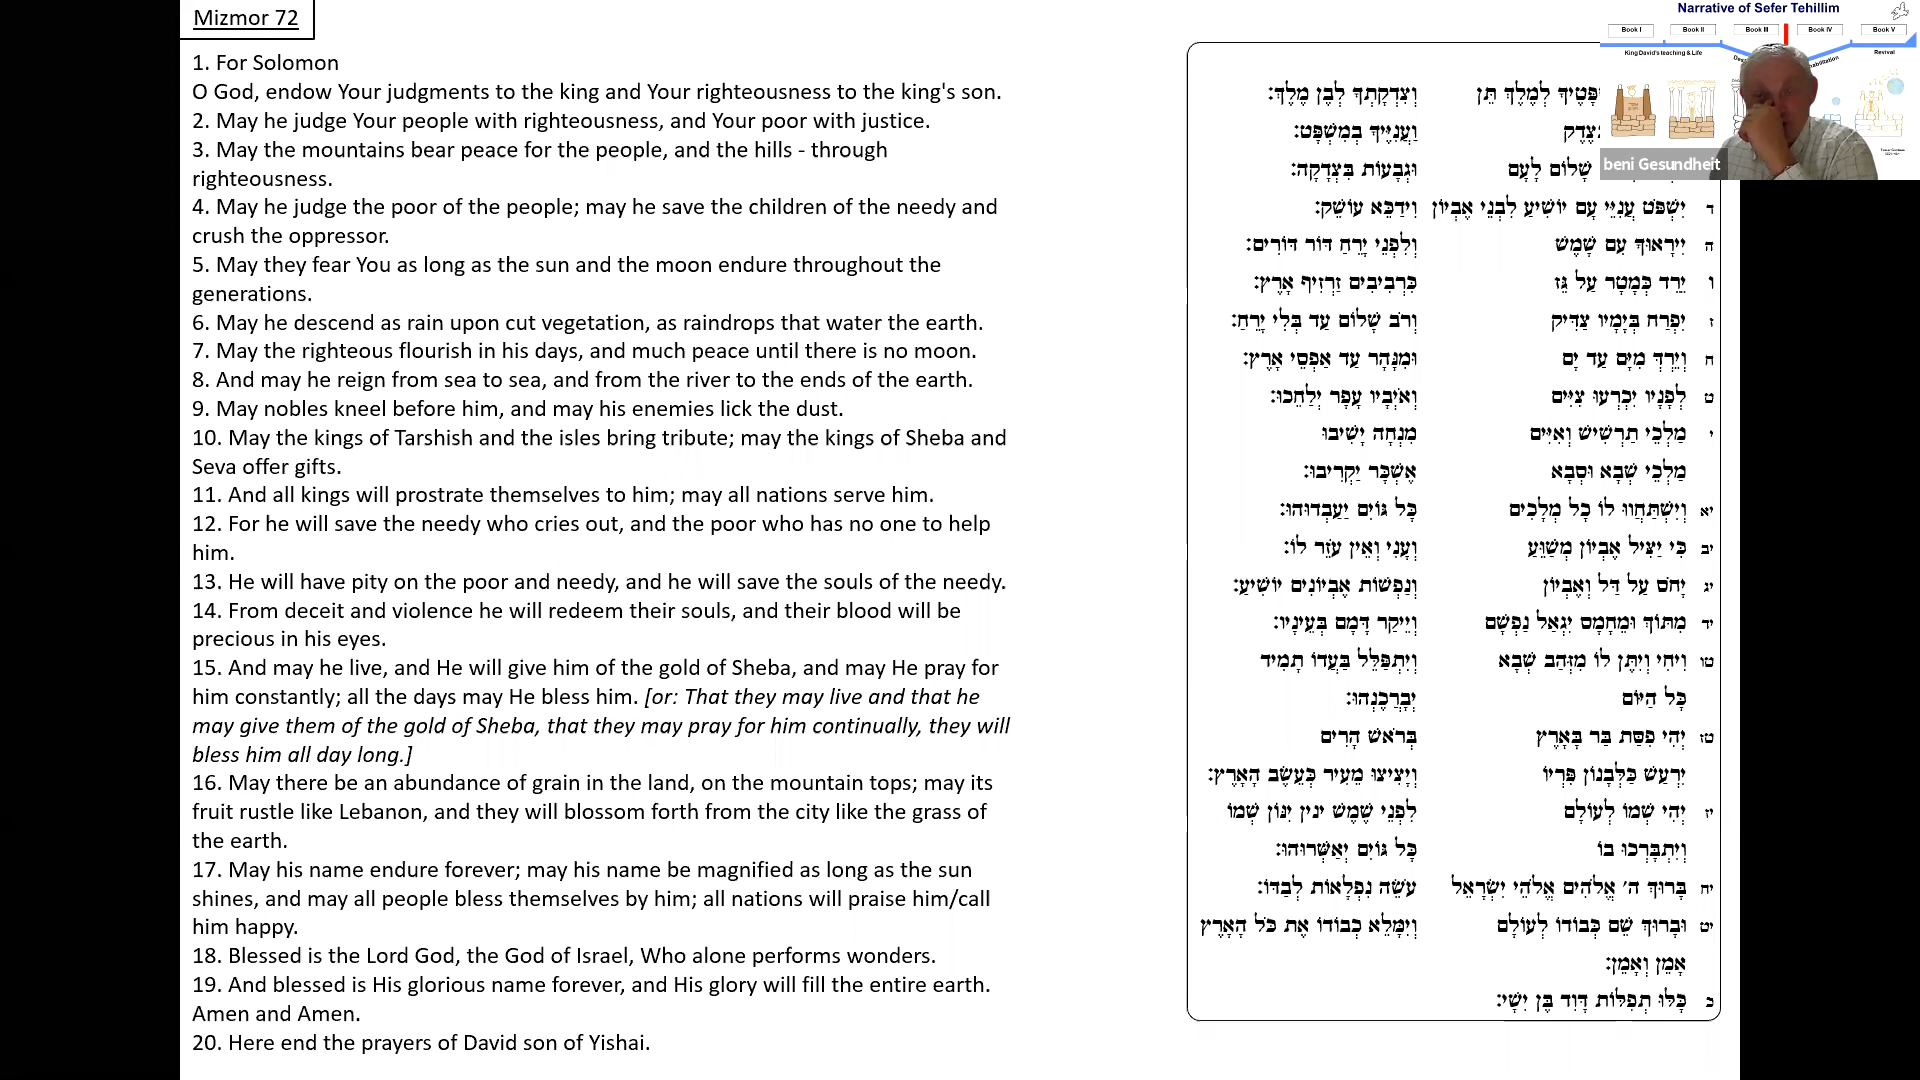 Mizmor 72
1. For Solomon
O God, endow Your judgments to the king and Your righteousness to the king's son.
2. May he judge Your people with righteousness, and Your poor with justice.
3. May the mountains bear peace for the people, and the hills - through
righteousness.
4. May he judge the poor of the people; may he save the children of the needy and
crush the oppressor.
5. May they fear You as long as the sun and the moon endure throughout the
generations.
6. May he descend as rain upon cut vegetation, as raindrops that water the earth.
7. May the righteous flourish in his days, and much peace until there is no moon.
8. And may he reign from sea to sea, and from the river to the ends of the earth.
9. May nobles kneel before him, and may his enemies lick the dust.
10. May the kings of Tarshish and the isles bring tribute; may the kings of Sheba and
Seva offer gifts.
11. And all kings will prostrate themselves to him; may all nations serve him.
12. For he will save the needy who cries out, and the poor who has no one to help
him.
13. He will have pity on the poor and needy, and he will save the souls of the needy.
14. From deceit and violence he will redeem their souls, and their blood will be
precious in his eyes.
15. And may he live, and He will give him of the gold of Sheba, and may He pray for
him constantly; all the days may He bless him. [or: That they may live and that he
may give them of the gold of Sheba, that they may pray for him continually, they will
bless him all day long.]
16. May there be an abundance of grain in the land, on the mountain tops; may its
fruit rustle like Lebanon, and they will blossom forth from the city like the grass of
the earth.
17. May his name endure forever; may his name be magnified as long as the sun
shines, and may all people bless themselves by him; all nations will praise him/call
him happy.
18. Blessed is the Lord God, the God of Israel, Who alone performs wonders.
19. And blessed is His glorious name forever, and His glory will fill the entire earth.
Amen and Amen.
20. Here end the prayers of David son of Yishai.
לְמֶלֶךְ תֵּן וְצִדְקָתְךָ לְבֶן מֶלֶךְ:
וַעֲנִיֶּיךָ בְמִשְׁפָּט:
שָׁלוֹם לָעָם וּגְבָעוֹת בִּצְדָקָה:
ד יִשְׁפֹּט עֲנִיֵּי עָם יוֹשִׁיעַ לִבְנֵי אֶבְיוֹן וִידַכֵּא עוֹשֵׁק:
ה יִירָאוּךָ עִם שָׁמֶשׁ וְלִפְנֵי יָרֵחַ דּוֹר דּוֹרִים:
ו יֵרֵד כְּמָטָר עַל גֵּז כִּרְבִיבִים זַרְזִיף אָרֶץ:
ז יִפְרַח בְּיָמָיו צַדִּיק וְרֹב שָׁלוֹם עַד בְּלִי יָרֵחַ:
ח וְיֵרְדְּ מִיָּם עַד יָם וּמִנָּהָר עַד אַפְסֵי אָרֶץ:
ט לְפָנָיו יִכְרְעוּ צִיִּים וְאֹיְבָיו עָפָר יְלַחֵכוּ:
י מַלְכֵי תַרְשִׁישׁ וְאִיִּים מִנְחָה יָשִׁיבוּ
מַלְכֵי שְׁבָא וּסְבָא אֶשְׁכָּר יַקְרִיבוּ:
יא וְיִשְׁתַּחֲווּ לוֹ כָל מְלָכִים כָּל גּוֹיִם יַעַבְדוּהוּ:
יב כִּי יַצִּיל אֶבְיוֹן מְשַׁוֵּעַ וְעָנִי וְאֵין עֹזֵר לוֹ:
יג יָחֹס עַל דַּל וְאֶבְיוֹן וְנַפְשׁוֹת אֶבְיוֹנִים יוֹשִׁיעַ:
יד מִתּוֹךְ וּמֵחָמָס יִגְאַל נַפְשָׁם וְיֵיקַר דָּמָם בְּעֵינָיו:
טו וִיחִי וְיִתֶּן לוֹ מִזְּהַב שְׁבָא וְיִתְפַּלֵּל בַּעֲדוֹ תָמִיד
כָּל הַיּוֹם יְבָרֲכֶנְהוּ:
טז יְהִי פִסַּת בַּר בָּאָרֶץ בְּרֹאשׁ הָרִים
יִרְעַשׁ כַּלְּבָנוֹן פִּרְיוֹ וְיָצִיצוּ מֵעִיר כְּעֵשֶׂב הָאָרֶץ:
יז יְהִי שְׁמוֹ לְעוֹלָם לִפְנֵי שֶׁמֶשׁ ינין יִנּוֹן שְׁמוֹ
וְיִתְבָּרְכוּ בוֹ כָּל גּוֹיִם יְאַשְּׁרוּהוּ:
יח בָּרוּךְ ה' אֱלֹהִים אֱלֹהֵי יִשְׂרָאֵל עֹשֵׂה נִפְלָאוֹת לְבַדּוֹ:
יט וּבָרוּךְ שֵׁם כְּבוֹדוֹ לְעוֹלָם וְיִמָּלֵא כְבוֹדוֹ אֶת כֹּל הָאָרֶץ
אָמֵן וְאָמֵן:
כ כָּלּוּ תְפִלּוֹת דָּוִד בֶּן יִשָׁי:
Narrative of Sefer Tehillim
Book I Book II Book III Book IV Book V
King David's teaching & Life Revival
beni Gesundheit